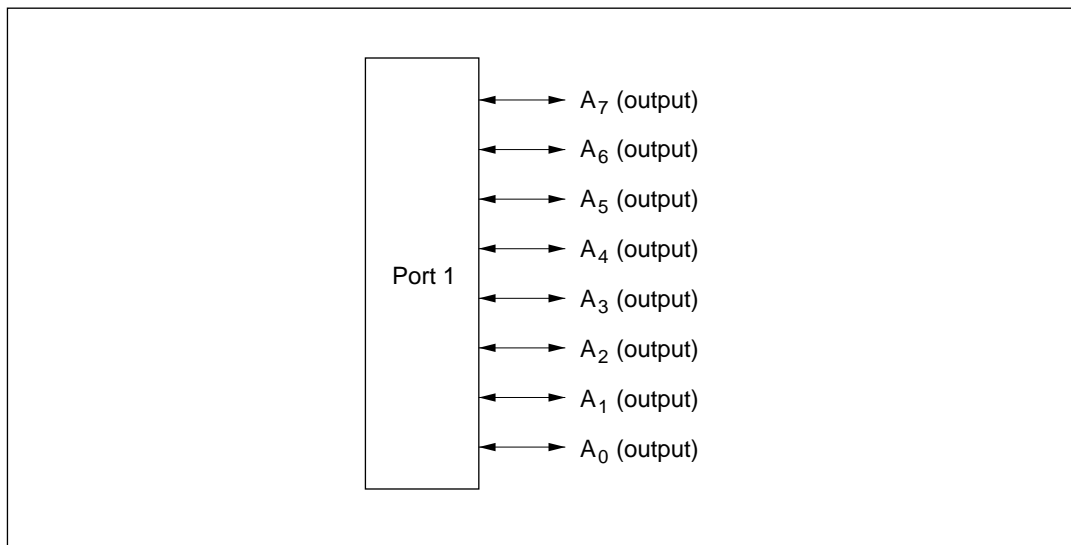 A7 (output)
A6 (output)
A5 (output)
A4 (output)
Port 1
A3 (output)
A2 (output)
A1 (output)
A0 (output)